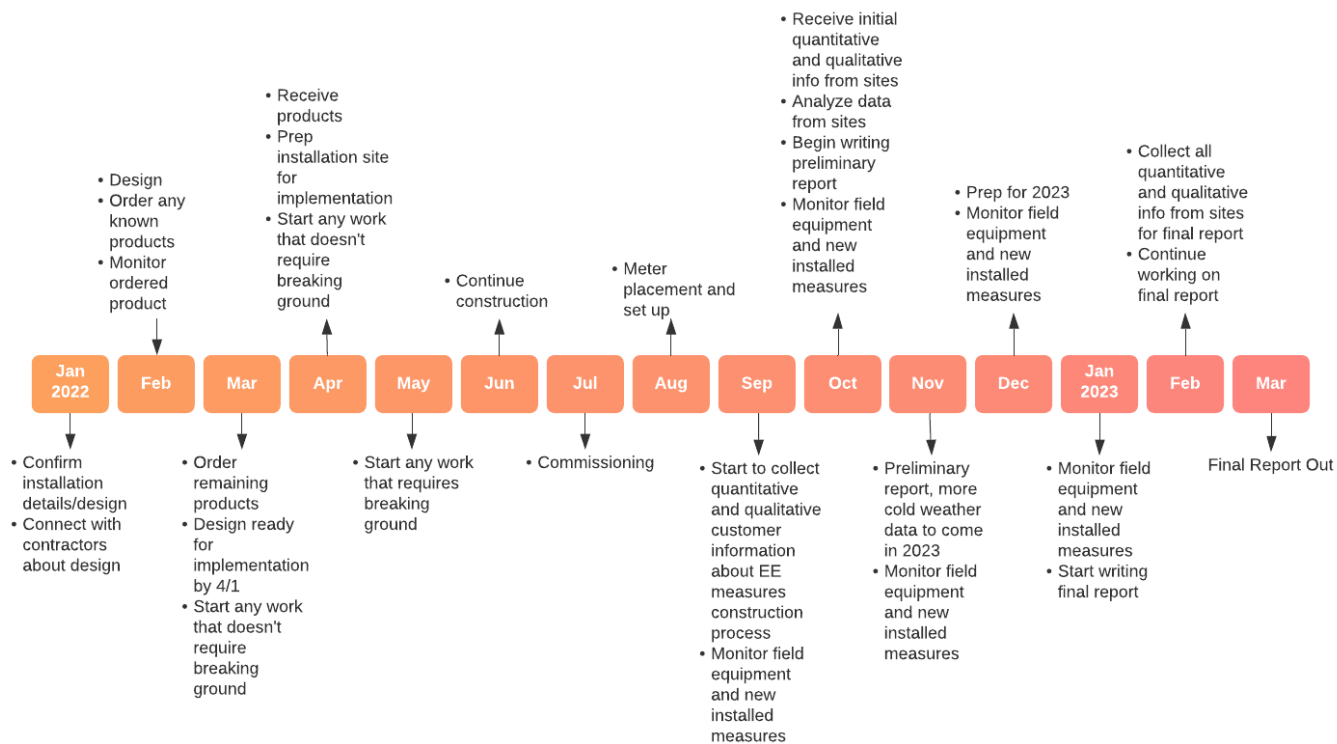 • Receive initial
quantitative
and qualitative
info from sites
• Analyze data
from sites
• Begin writing
preliminary
report
• Monitor field
equipment
and new
installed
measures
• Receive
products
• Prep
installation site
for
implementation
• Start any work
that doesn't
require
breaking
ground
• Collect all
quantitative
and qualitative
info from sites
for final report
• Continue
working on
final report
• Design
• Order any
known
products
• Monitor
ordered
product
• Prep for 2023
• Monitor field
equipment
and new
installed
measures
• Meter
placement and
set up
• Continue
construction
Jan
2022
Feb
Mar
Apr
May
Jun
Jul
Aug
Sep
Oct
Nov
Dec
Jan
2023
Feb
Mar
• Confirm
installation
details/design
• Connect with
contractors
about design
• Order
remaining
products
• Design ready
for
implementation
by 4/1
• Start any work
that doesn't
require
breaking
ground
• Start any work
that requires
breaking
ground
• Commissioning
• Start to collect
quantitative
and qualitative
customer
information
about EE
measures
construction
process
• Monitor field
equipment
and new
installed
measures
• Preliminary
report, more
cold weather
data to come
in 2023
• Monitor field
equipment
and new
installed
measures
• Monitor field
equipment
and new
installed
measures
• Start writing
final report
Final Report Out